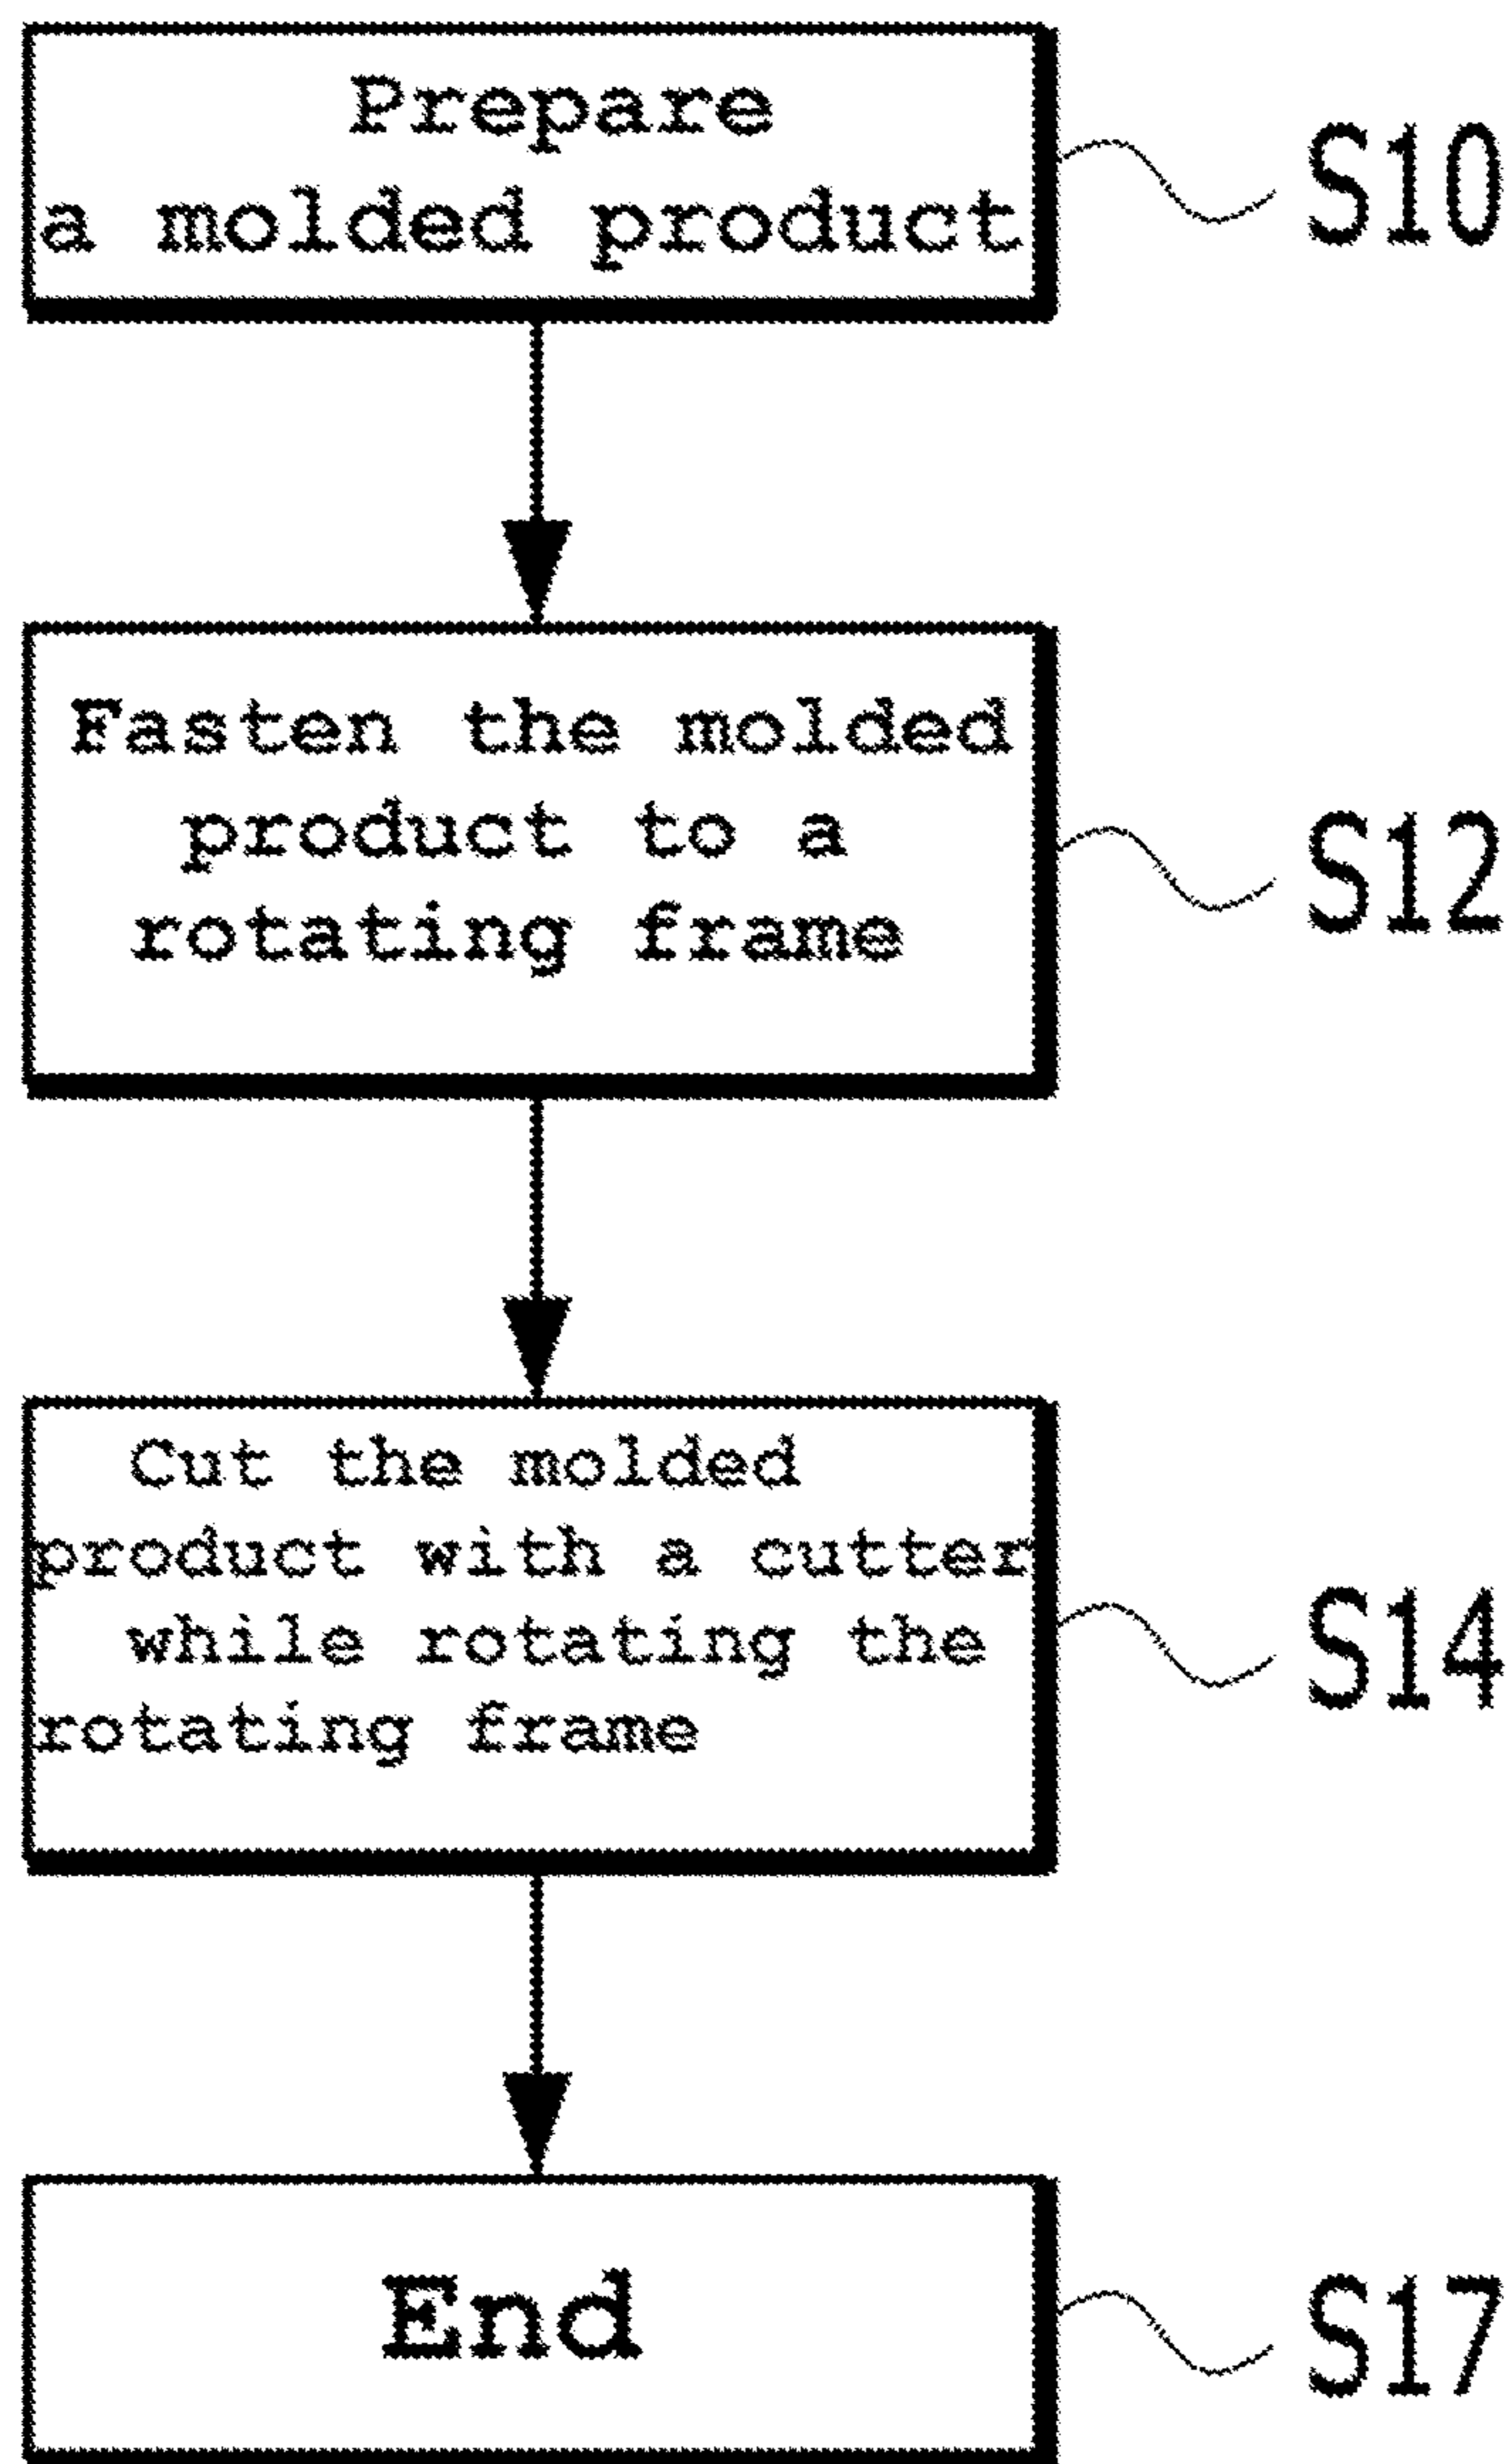 Prepare
a molded product
S10
Fasten the molded
product to a
rotating frame
S12
Cut the molded
product with a cutter
while rotating the
rotating frame
S14
End
S17